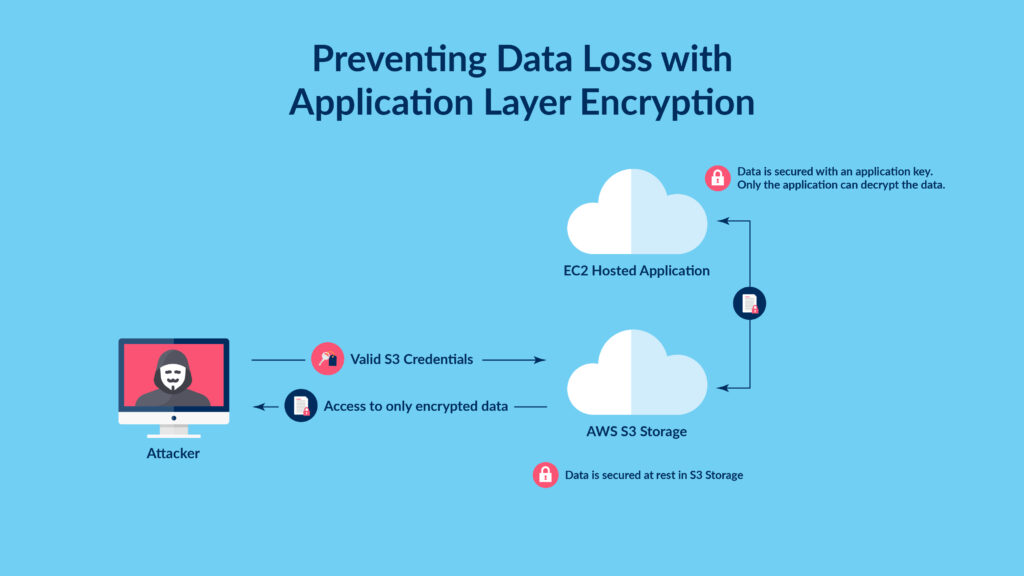 Preventing Data Loss with
Application Layer Encryption
Data is secured with an application key.
Only the application can decrypt the data.
EC2 Hosted Application
Valid S3 Credentials
Access to only encrypted data
AWS S3 Storage
Attacker
Data is secured at rest in S3 Storage